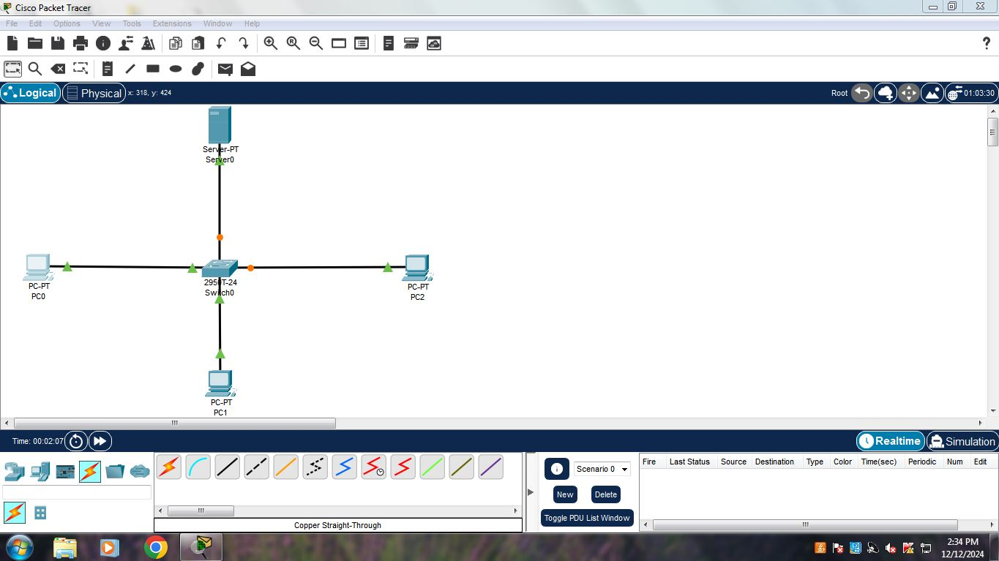 Cisco Packet Tracer
File Edit Options View Tools Extensions Window Help
?
Logical Physical x: 318, y: 424 Root 01:03:30
Server-PT
Server0
2950T-24
Switch0
PC-PT
PC0
PC-PT
PC2
PC-PT
PC1
Time: 00:02:07 Realtime Simulation
Scenario 0
New Delete
Toggle PDU List Window
Fire Last Status Source Destination Type Color Time(sec) Periodic Num Edit
Copper Straight-Through
2:34 PM
12/12/2024